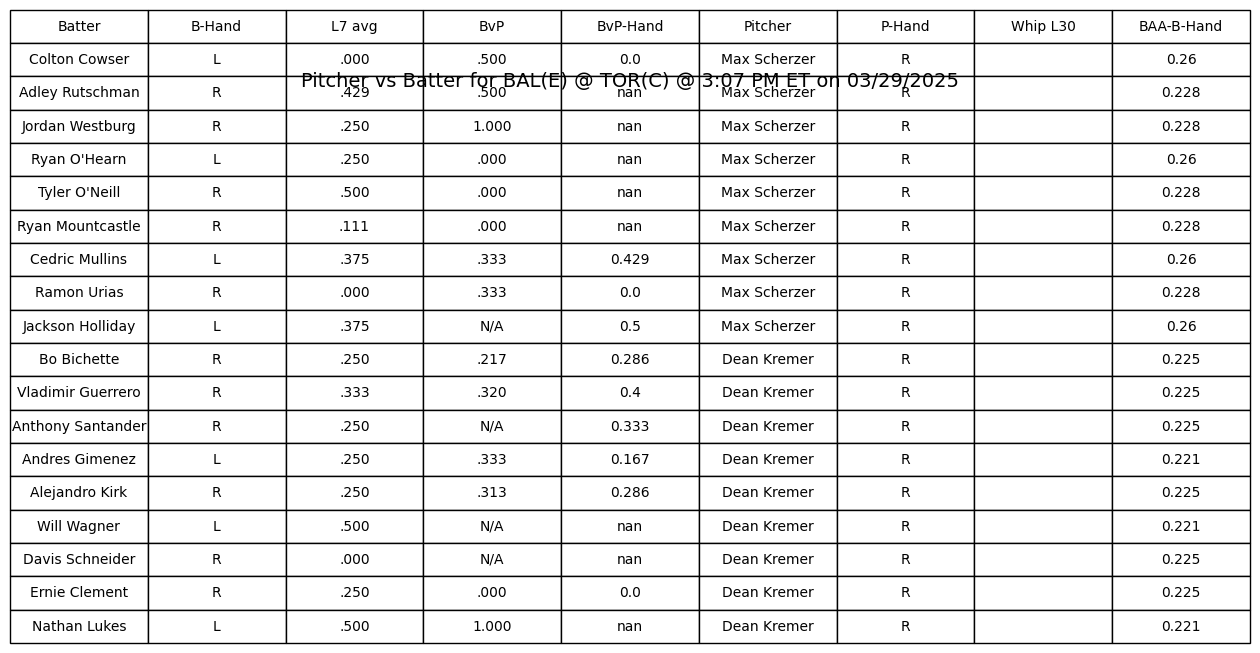 Batter B-Hand L7 avg BvP BvP-Hand Pitcher P-Hand Whip L30 BAA-B-Hand
Colton Cowser L .000 .500 0.0 Max Scherzer R 0.26
Pitcher vs Batter for BAL(E) @ TOR(C) @ 3:07 PM ET on 03/29/2025
Adley Rutschman R .429 .500 nan Max Scherzer R 0.228
Jordan Westburg R .250 1.000 nan Max Scherzer R 0.228
Ryan O'Hearn L .250 .000 nan Max Scherzer R 0.26
Tyler O'Neill R .500 .000 nan Max Scherzer R 0.228
Ryan Mountcastle R .111 .000 nan Max Scherzer R 0.228
Cedric Mullins L .375 .333 0.429 Max Scherzer R 0.26
Ramon Urias R .000 .333 0.0 Max Scherzer R 0.228
Jackson Holliday L .375 N/A 0.5 Max Scherzer R 0.26
Bo Bichette R .250 .217 0.286 Dean Kremer R 0.225
Vladimir Guerrero R .333 .320 0.4 Dean Kremer R 0.225
Anthony Santander R .250 N/A 0.333 Dean Kremer R 0.225
Andres Gimenez L .250 .333 0.167 Dean Kremer R 0.221
Alejandro Kirk R .250 .313 0.286 Dean Kremer R 0.225
Will Wagner L .500 N/A nan Dean Kremer R 0.221
Davis Schneider R .000 N/A nan Dean Kremer R 0.225
Ernie Clement R .250 .000 0.0 Dean Kremer R 0.225
Nathan Lukes L .500 1.000 nan Dean Kremer R 0.221